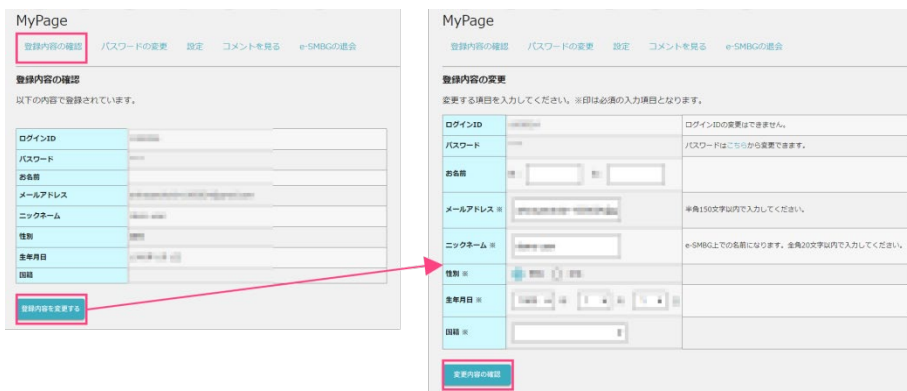 MyPage
登録内容の確認 パスワードの変更 設定 コメントを見る e-SMBGの退会
登録内容の確認
以下の内容で登録されています。
ログインID
パスワード
お名前
メールアドレス
ニックネーム
性別
生年月日
国籍
登録内容を変更する
MyPage
登録内容の確認 パスワードの変更 設定 コメントを見る e-SMBGの退会
登録内容の変更
変更する項目を入力してください。※印は必須の入力項目となります。
ログインID ログインIDの変更はできません。
パスワード パスワードはこちらから変更できます。
お名前
メールアドレス ※ 半角150文字以内で入力してください。
ニックネーム ※ e-SMBG上での名前になります。全角20文字以内で入力してください。
性別 ※
生年月日 ※
国籍 ※
変更内容の確認